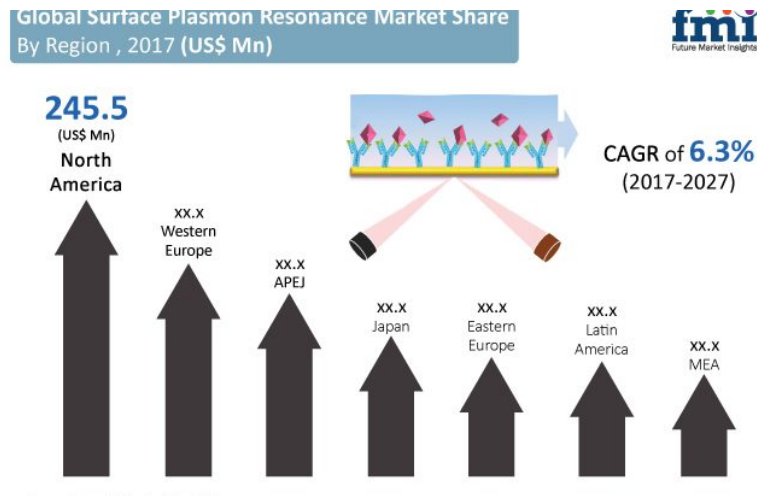 Global Surface Plasmon Resonance Market Share
By Region , 2017 (US$ Mn)
fmi
Future Market Insights
245.5
(US$ Mn)
North
America
CAGR of 6.3%
(2017-2027)
xx.x
Western
Europe
xx.x
APEJ
xx.x
Japan
xx.x
Eastern
Europe
xx.x
Latin
America
xx.x
MEA